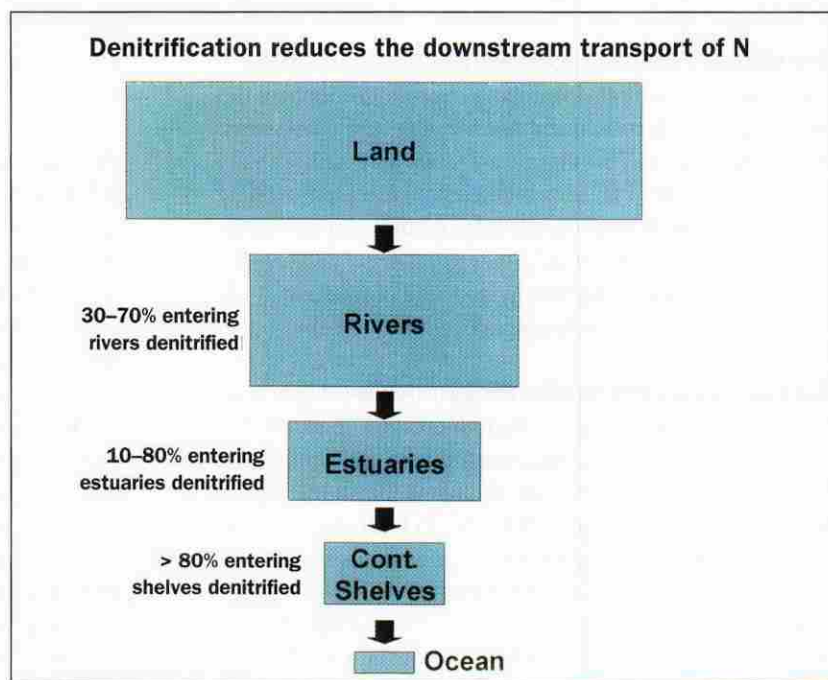 Denitrification reduces the downstream transport of N
Land
30–70% entering
rivers denitrified
Rivers
10–80% entering
estuaries denitrified
Estuaries
> 80% entering
shelves denitrified
Cont.
Shelves
Ocean